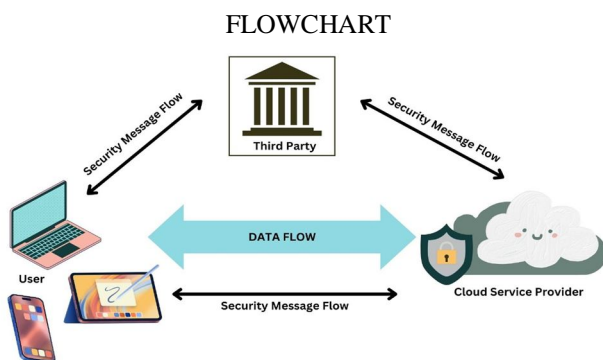 FLOWCHART
Security Message Flow
Security Message Flow
Third Party
DATA FLOW
User
Security Message Flow
Cloud Service Provider